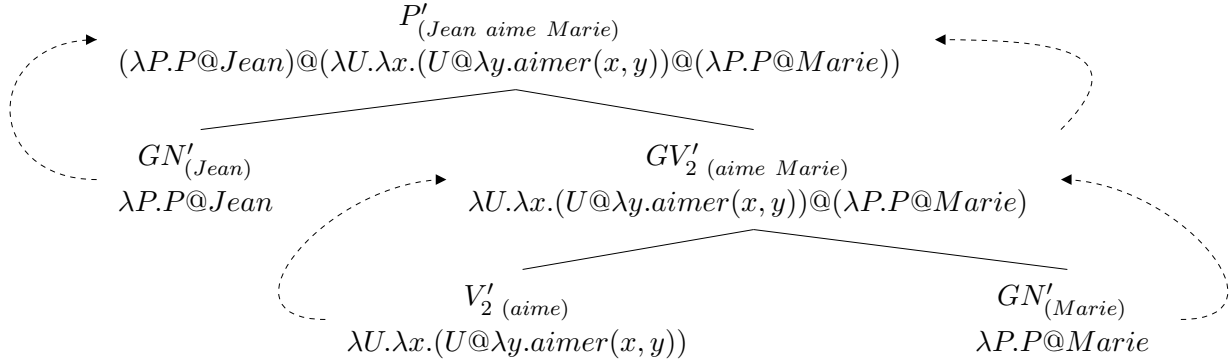 P′(Jean aime Marie)
(λP.P@Jean)@(λU.λx.(U@λy.aimer(x, y))@(λP.P@Marie))
GN′(Jean)
λP.P@Jean
GV′2 (aime Marie)
λU.λx.(U@λy.aimer(x, y))@(λP.P@Marie)
V′2 (aime)
λU.λx.(U@λy.aimer(x, y))
GN′(Marie)
λP.P@Marie